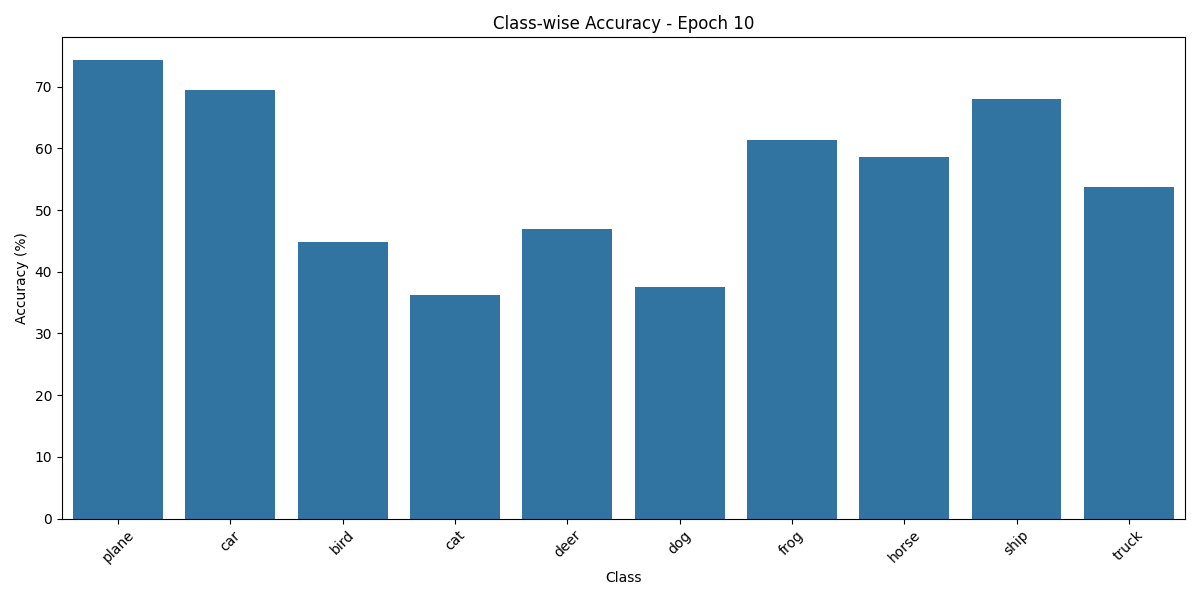 Class-wise Accuracy - Epoch 10
Accuracy (%)
70
60
50
40
30
20
10
0
plane
car
bird
cat
deer
dog
frog
horse
ship
truck
Class